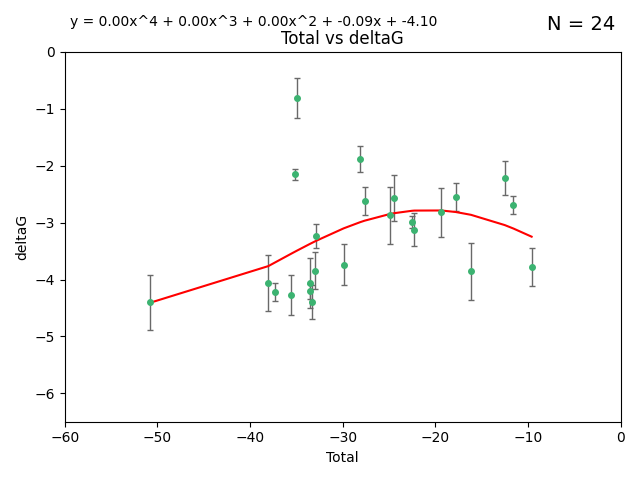 y = 0.00x^4 + 0.00x^3 + 0.00x^2 + -0.09x + -4.10
N = 24
Total vs deltaG
0
−1
−2
−3
−4
−5
−6
deltaG
−60 −50 −40 −30 −20 −10 0
Total